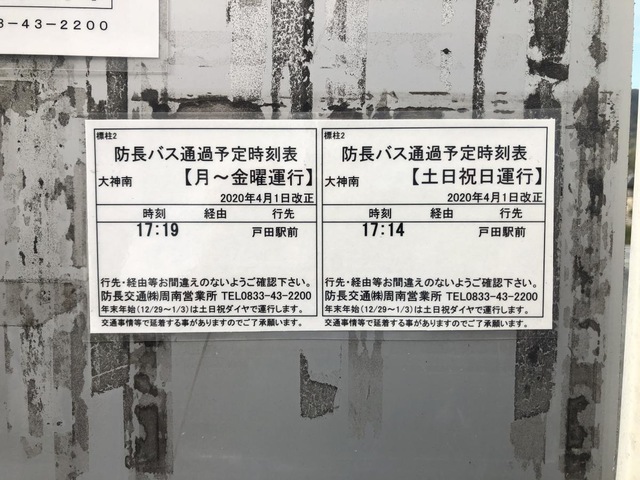 3-43-2200
標柱2
防長バス通過予定時刻表
大神南 【月～金曜運行】
2020年4月1日改正
時刻 経由 行先
17:19 戸田駅前
行先・経由等お間違えのないようご確認下さい。
防長交通㈱周南営業所 TEL0833-43-2200
年末年始(12/29～1/3)は土日祝ダイヤで運行します。
交通事情等で延着する事がありますのでご了承願います。
標柱2
防長バス通過予定時刻表
大神南 【土日祝日運行】
2020年4月1日改正
時刻 経由 行先
17:14 戸田駅前
行先・経由等お間違えのないようご確認下さい。
防長交通㈱周南営業所 TEL0833-43-2200
年末年始(12/29～1/3)は土日祝ダイヤで運行します。
交通事情等で延着する事がありますのでご了承願います。